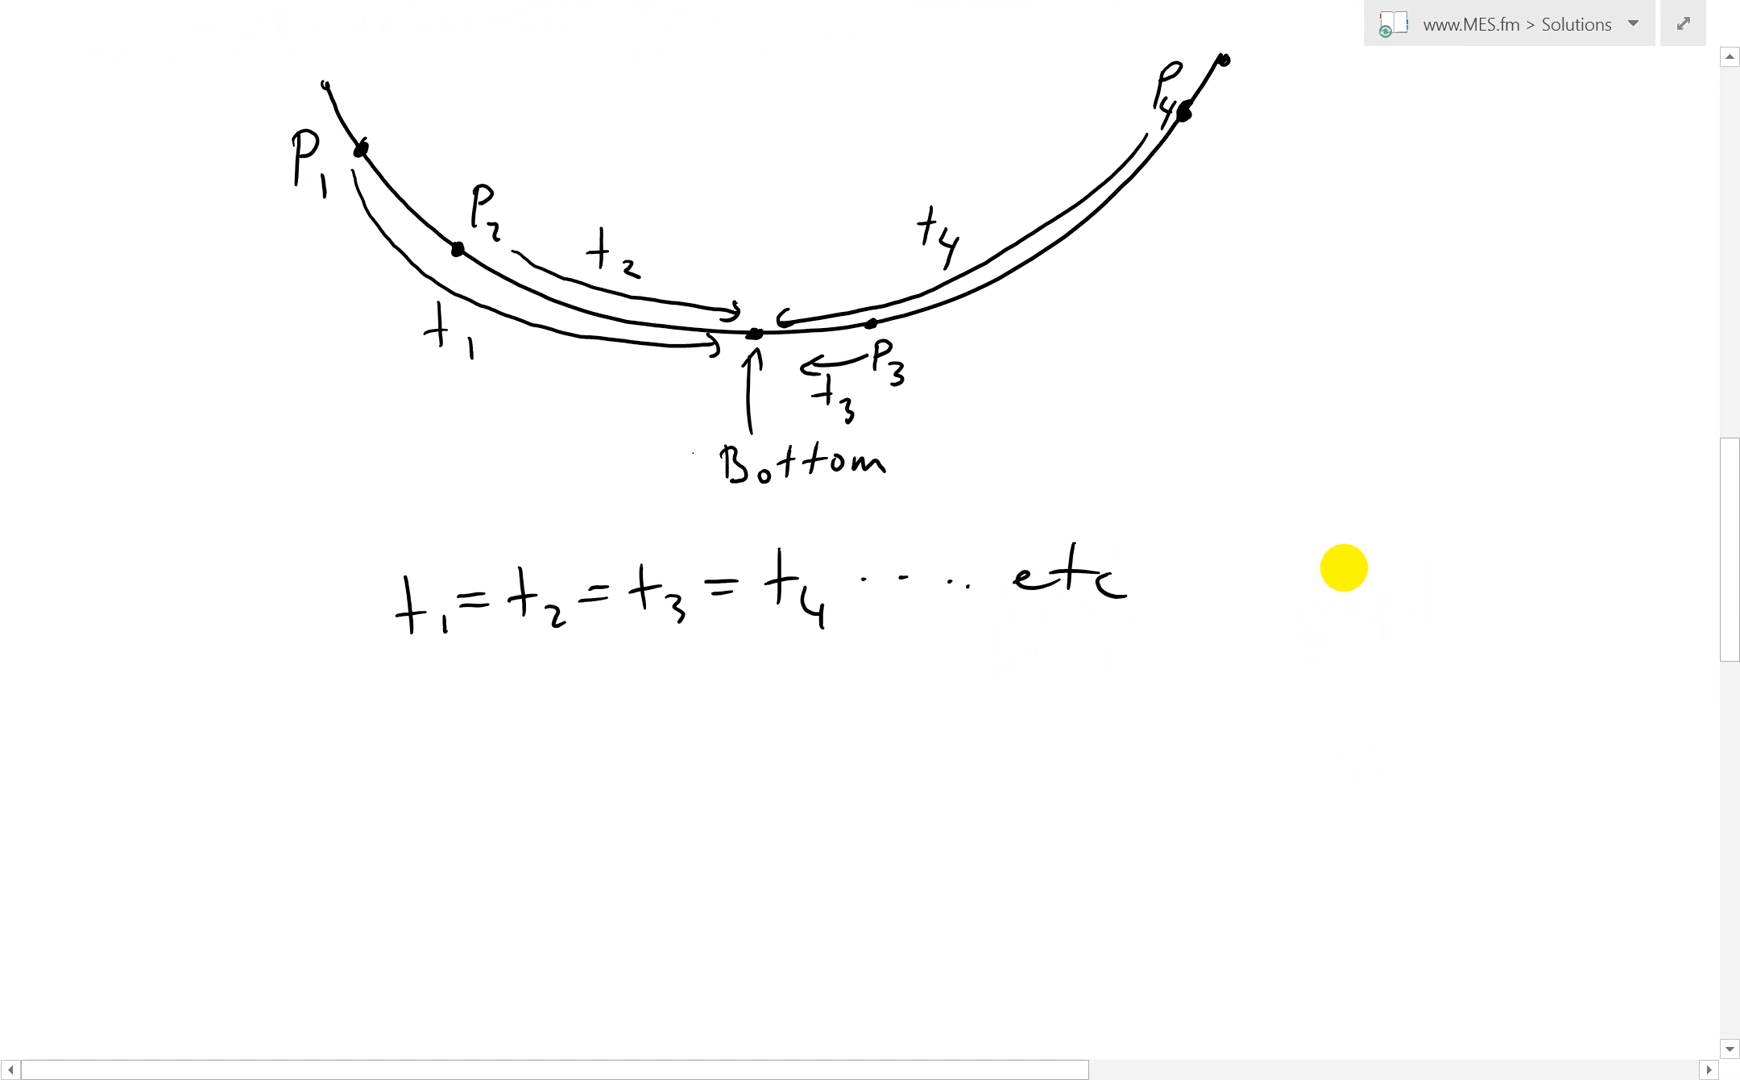 www.MES.fm > Solutions
P₁
P₂
t₂
t₁
t₄
P₄
P₃
t₃
Bottom
t₁ = t₂ = t₃ = t₄ ..... etc